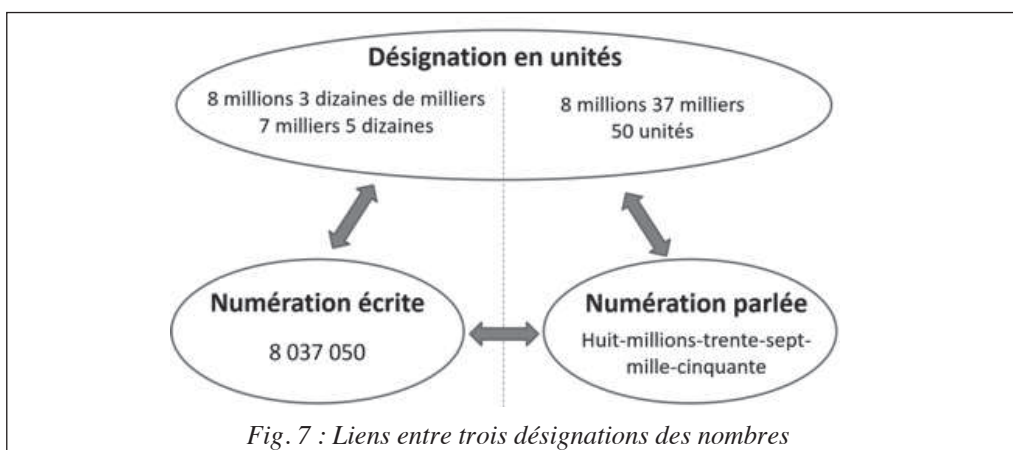 Désignation en unités
8 millions 3 dizaines de milliers
7 milliers 5 dizaines
8 millions 37 milliers
50 unités
Numération écrite
8 037 050
Numération parlée
Huit-millions-trente-sept-
mille-cinquante
Fig. 7 : Liens entre trois désignations des nombres